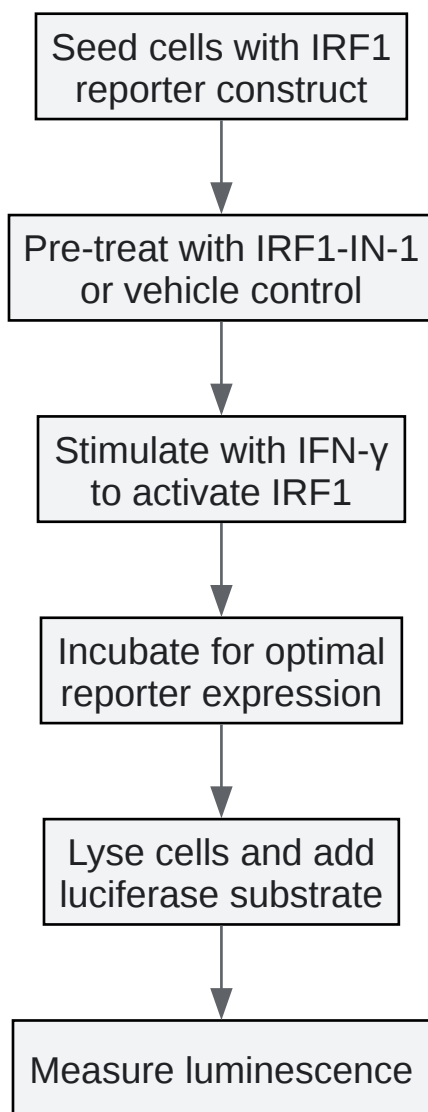 Seed cells with IRF1
reporter construct
Pre-treat with IRF1-IN-1
or vehicle control
Stimulate with IFN-γ
to activate IRF1
Incubate for optimal
reporter expression
Lyse cells and add
luciferase substrate
Measure luminescence